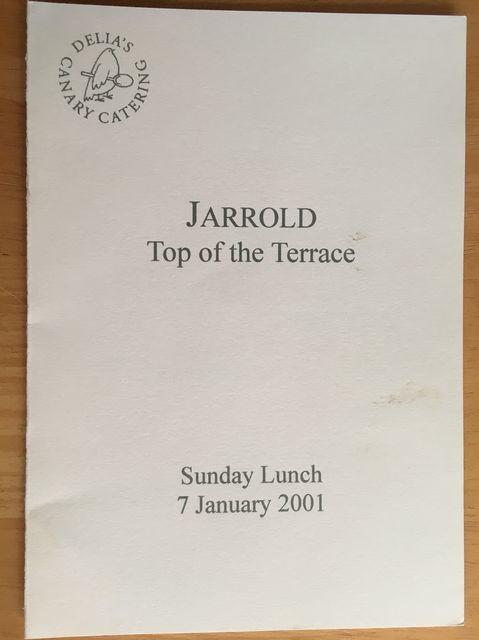 DELIA'S
CANARY CATERING
JARROLD
Top of the Terrace
Sunday Lunch
7 January 2001